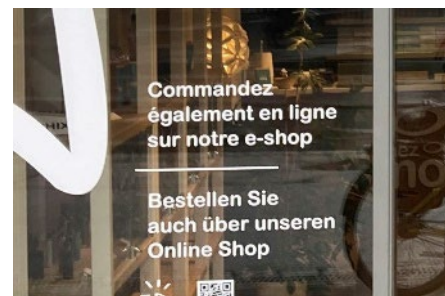 Commandez
également en ligne
sur notre e-shop
Bestellen Sie
auch über unseren
Online Shop